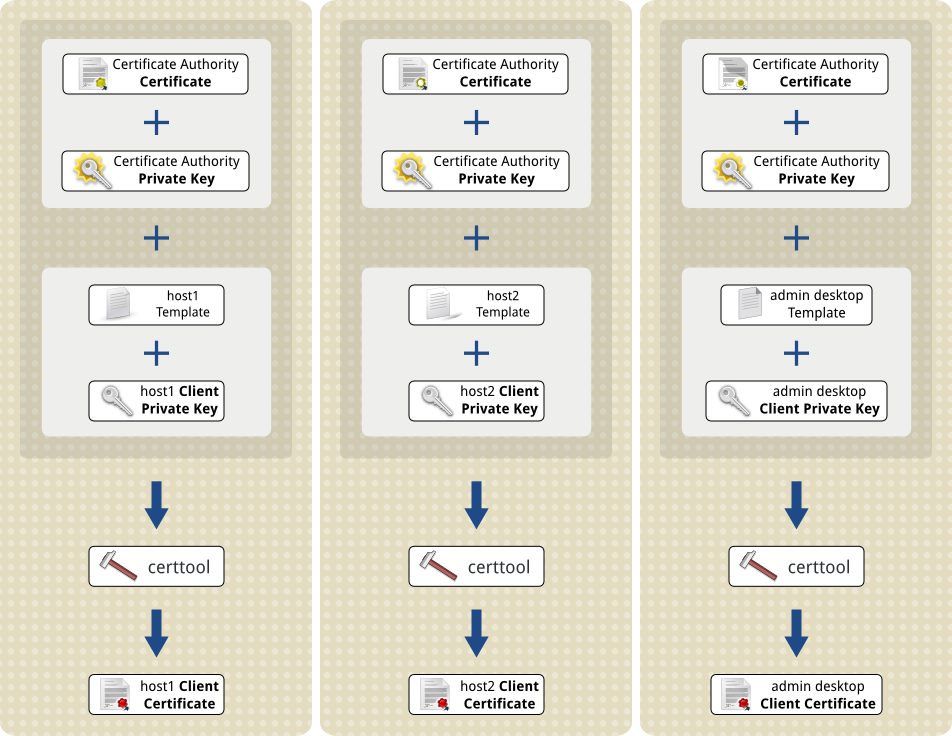 Certificate Authority
Certificate
Certificate Authority
Private Key
host1
Template
host1 Client
Private Key
certtool
host1 Client
Certificate
Certificate Authority
Certificate
Certificate Authority
Private Key
host2
Template
host2 Client
Private Key
certtool
host2 Client
Certificate
Certificate Authority
Certificate
Certificate Authority
Private Key
admin desktop
Template
admin desktop
Client Private Key
certtool
admin desktop
Client Certificate